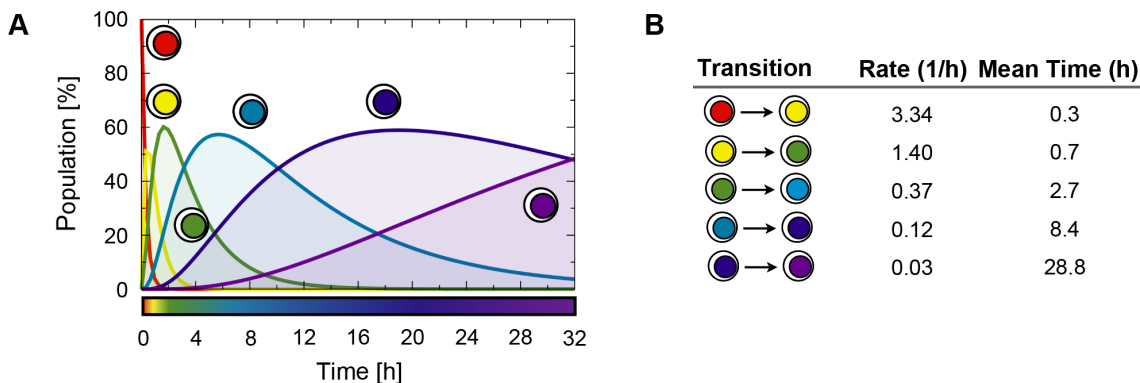 A
Population [%]
100
80
60
40
20
0
0 4 8 12 16 20 24 28 32
Time [h]
B
Transition Rate (1/h) Mean Time (h)
3.34 0.3
1.40 0.7
0.37 2.7
0.12 8.4
0.03 28.8